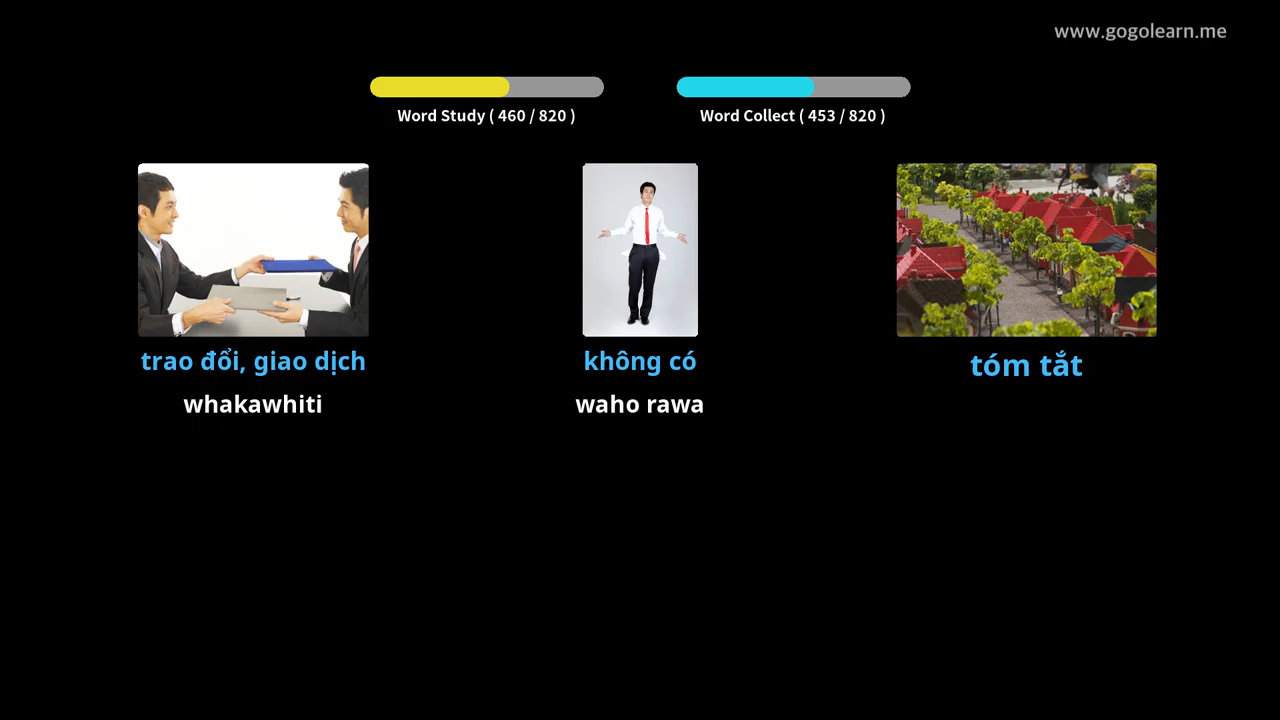 www.gogolearn.me
Word Study ( 460 / 820 )
Word Collect ( 453 / 820 )
trao đổi, giao dịch
không có
tóm tắt
whakawhiti
waho rawa